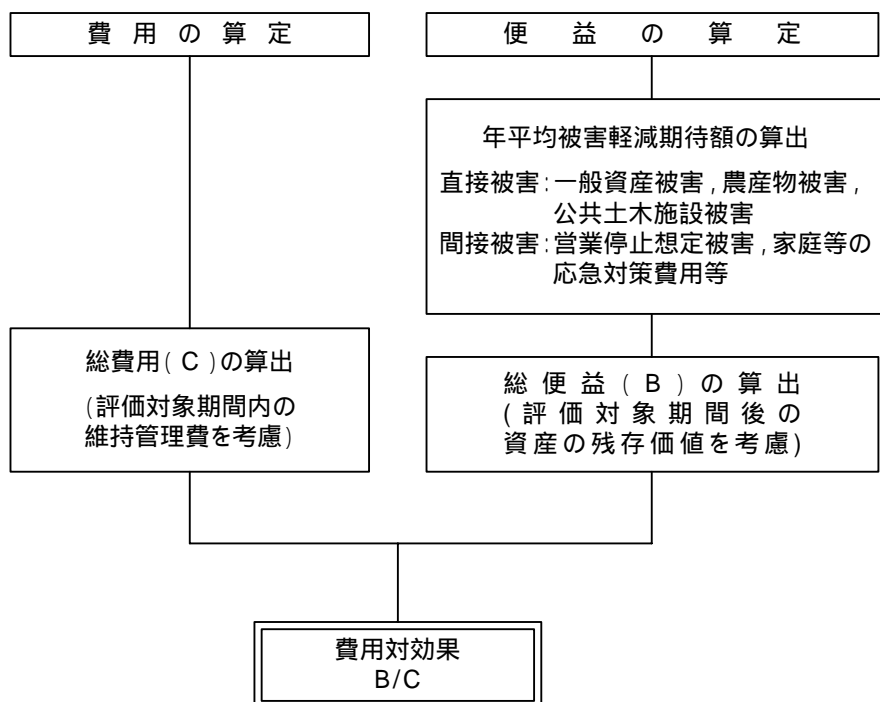 費用の算定
便益の算定
年平均被害軽減期待額の算出
直接被害:一般資産被害,農産物被害,
公共土木施設被害
間接被害:営業停止想定被害,家庭等の
応急対策費用等
総費用(C)の算出
(評価対象期間内の
維持管理費を考慮)
総便益(B)の算出
(評価対象期間後の
資産の残存価値を考慮)
費用対効果
B/C